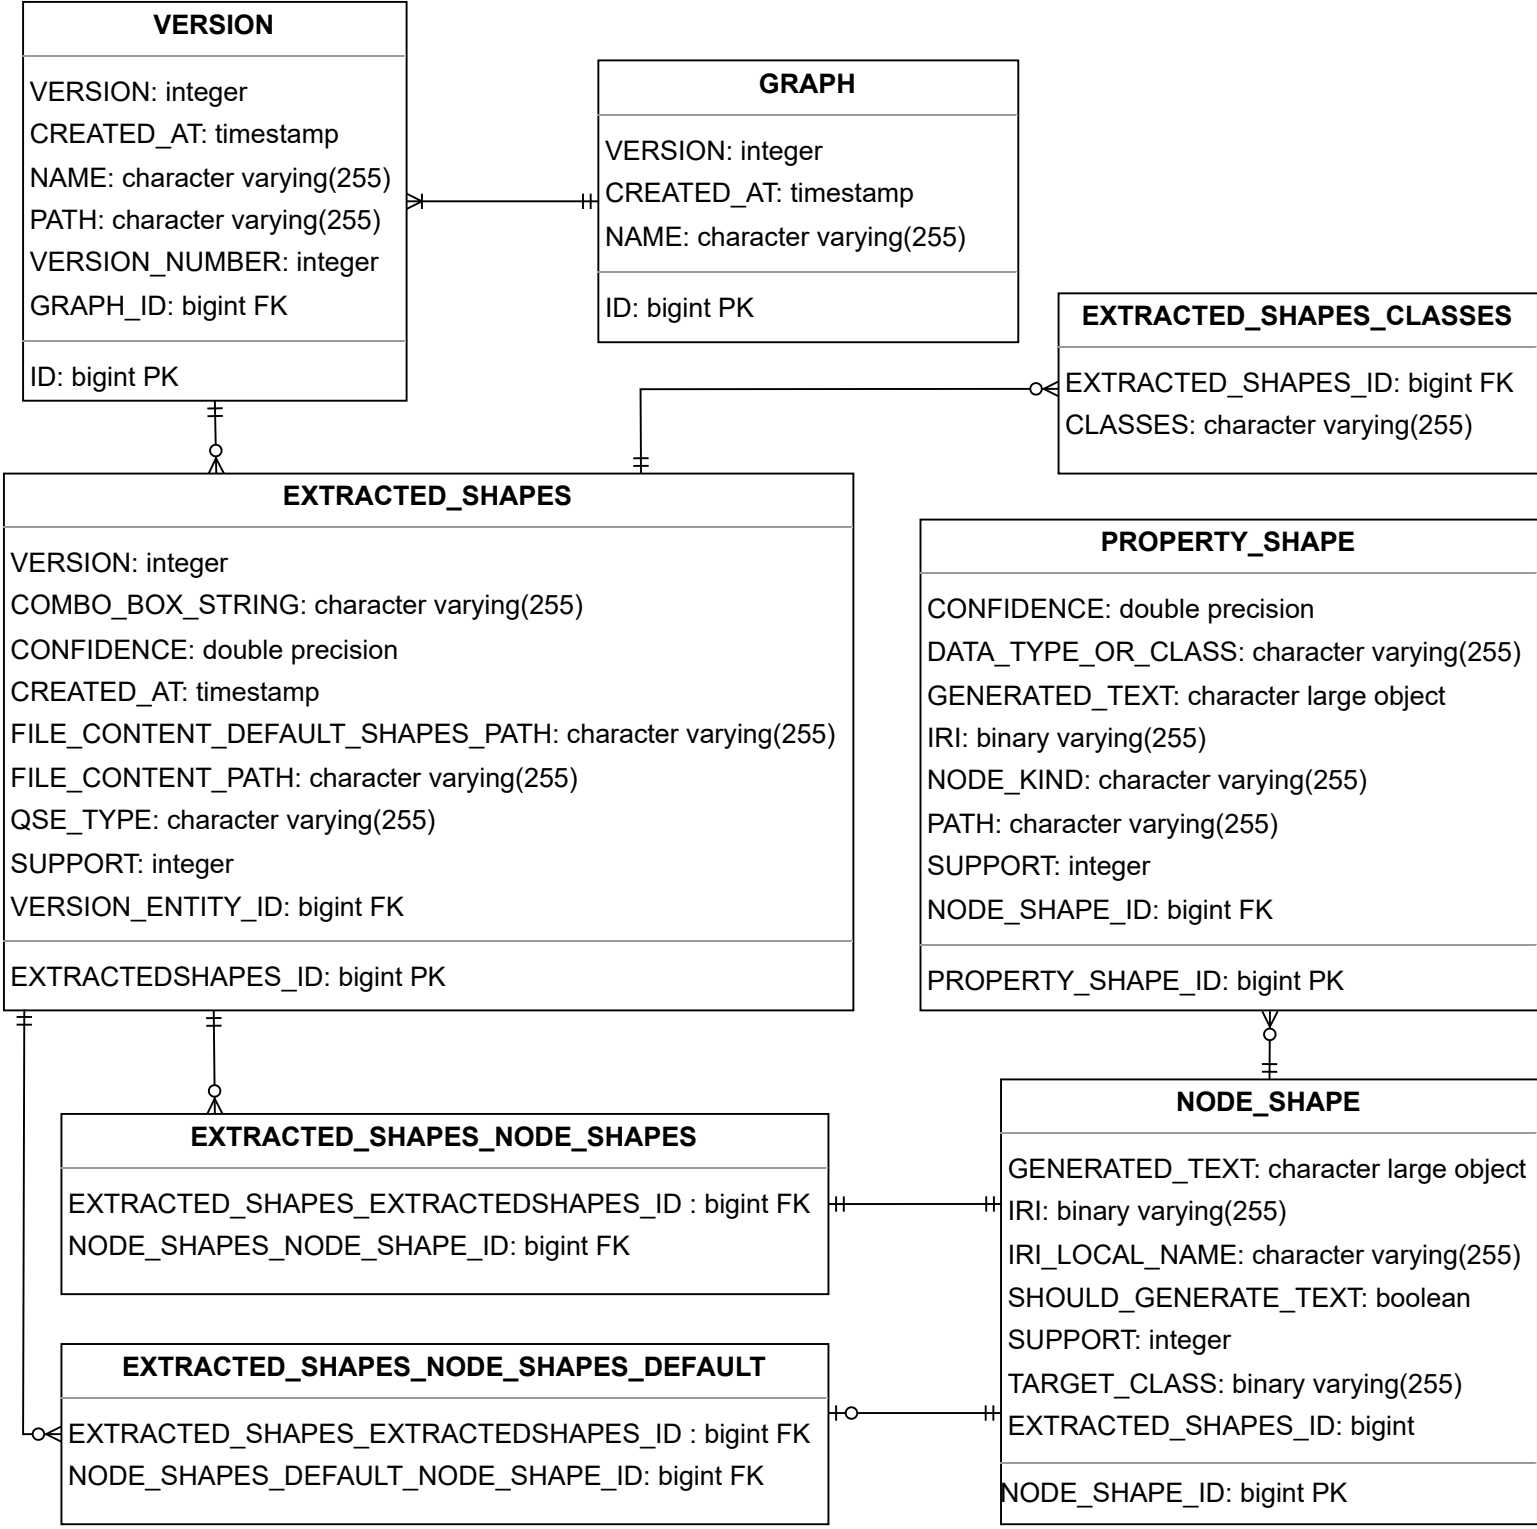 VERSION
VERSION: integer
CREATED_AT: timestamp
NAME: character varying(255)
PATH: character varying(255)
VERSION_NUMBER: integer
GRAPH_ID: bigint FK
ID: bigint PK
GRAPH
VERSION: integer
CREATED_AT: timestamp
NAME: character varying(255)
ID: bigint PK
EXTRACTED_SHAPES_CLASSES
EXTRACTED_SHAPES_ID: bigint FK
CLASSES: character varying(255)
EXTRACTED_SHAPES
VERSION: integer
COMBO_BOX_STRING: character varying(255)
CONFIDENCE: double precision
CREATED_AT: timestamp
FILE_CONTENT_DEFAULT_SHAPES_PATH: character varying(255)
FILE_CONTENT_PATH: character varying(255)
QSE_TYPE: character varying(255)
SUPPORT: integer
VERSION_ENTITY_ID: bigint FK
EXTRACTEDSHAPES_ID: bigint PK
PROPERTY_SHAPE
CONFIDENCE: double precision
DATA_TYPE_OR_CLASS: character varying(255)
GENERATED_TEXT: character large object
IRI: binary varying(255)
NODE_KIND: character varying(255)
PATH: character varying(255)
SUPPORT: integer
NODE_SHAPE_ID: bigint FK
PROPERTY_SHAPE_ID: bigint PK
EXTRACTED_SHAPES_NODE_SHAPES
EXTRACTED_SHAPES_EXTRACTEDSHAPES_ID : bigint FK
NODE_SHAPES_NODE_SHAPE_ID: bigint FK
EXTRACTED_SHAPES_NODE_SHAPES_DEFAULT
EXTRACTED_SHAPES_EXTRACTEDSHAPES_ID : bigint FK
NODE_SHAPES_DEFAULT_NODE_SHAPE_ID: bigint FK
NODE_SHAPE
GENERATED_TEXT: character large object
IRI: binary varying(255)
IRI_LOCAL_NAME: character varying(255)
SHOULD_GENERATE_TEXT: boolean
SUPPORT: integer
TARGET_CLASS: binary varying(255)
EXTRACTED_SHAPES_ID: bigint
NODE_SHAPE_ID: bigint PK